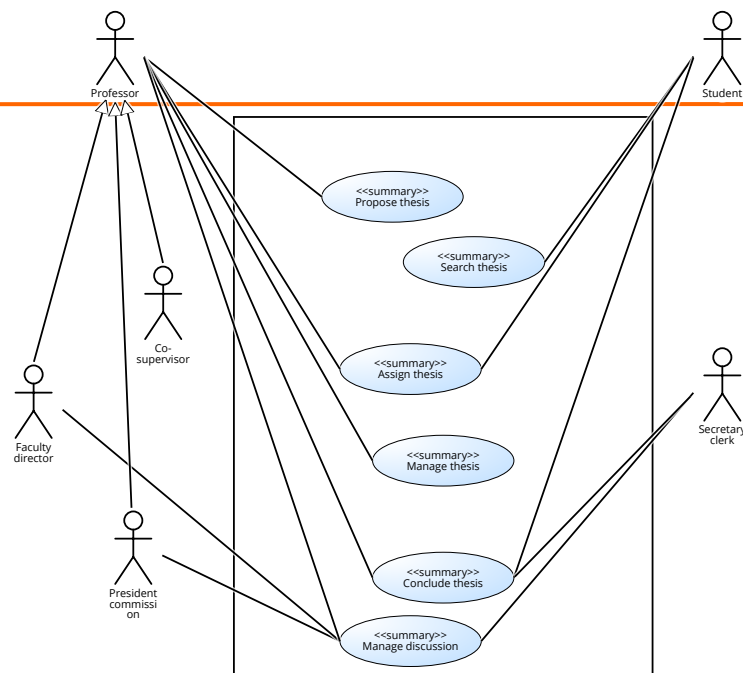 Professor
Student
<<summary>>
Propose thesis
<<summary>>
Search thesis
Co-
supervisor
<<summary>>
Assign thesis
Faculty
director
Secretary
clerk
<<summary>>
Manage thesis
President
commissi
on
<<summary>>
Conclude thesis
<<summary>>
Manage discussion